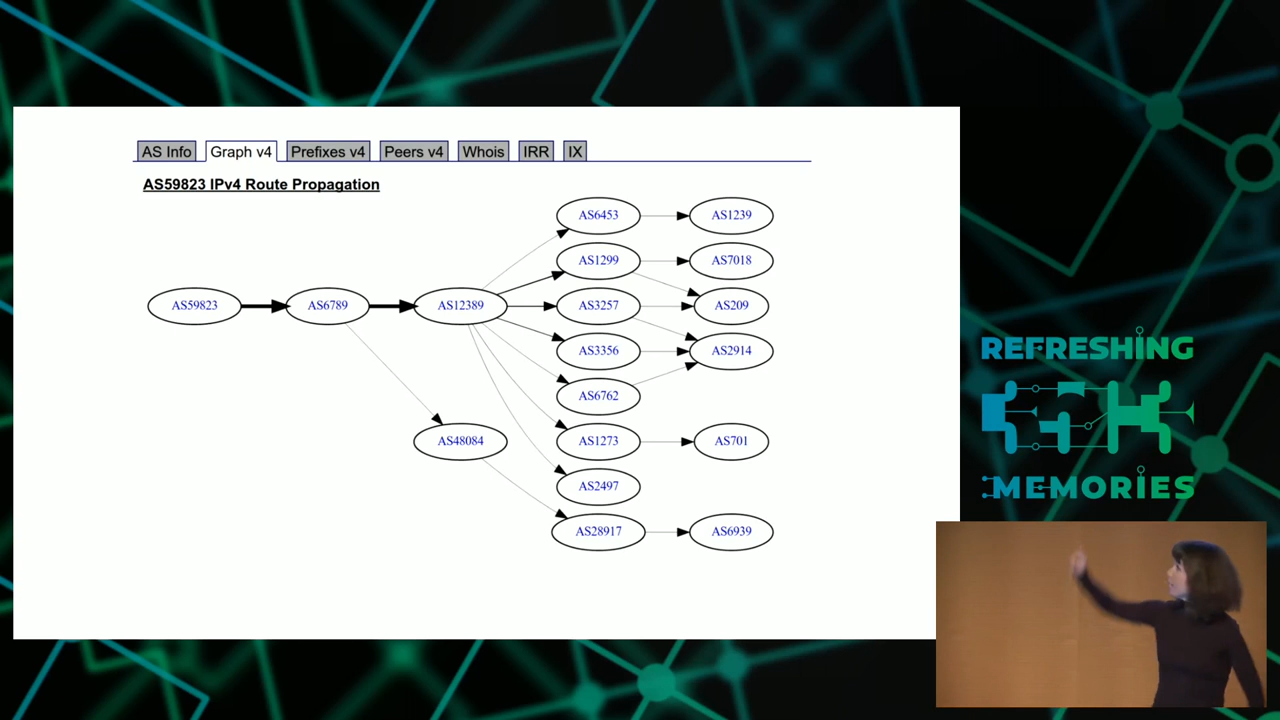 AS Info Graph v4 Prefixes v4 Peers v4 Whois IRR IX
AS59823 IPv4 Route Propagation
AS6453 AS1239
AS1299 AS7018
AS59823 AS6789 AS12389 AS3257 AS209
AS3356 AS2914
AS6762
AS48084 AS1273 AS701
AS2497
AS28917 AS6939
REFRESHING
MEMORIES